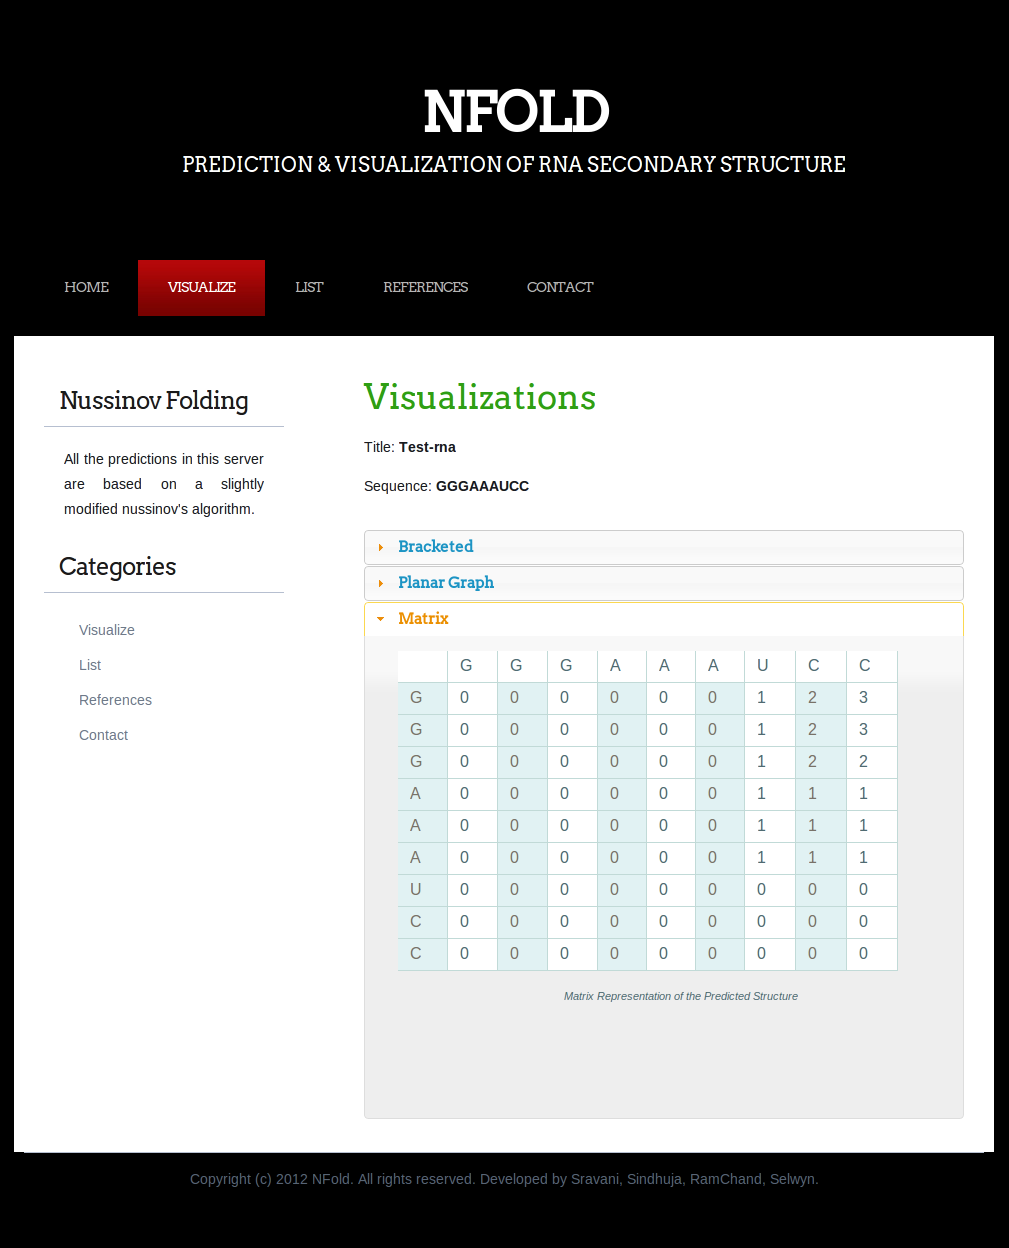 NFOLD
PREDICTION & VISUALIZATION OF RNA SECONDARY STRUCTURE
HOME VISUALIZE LIST REFERENCES CONTACT
Nussinov Folding
All the predictions in this server
are based on a slightly
modified nussinov's algorithm.
Categories
Visualize
List
References
Contact
Visualizations
Title: Test-rna
Sequence: GGGAAAUCC
Bracketed
Planar Graph
Matrix
G G G A A A U C C
G 0 0 0 0 0 0 1 2 3
G 0 0 0 0 0 0 1 2 3
G 0 0 0 0 0 0 1 2 2
A 0 0 0 0 0 0 1 1 1
A 0 0 0 0 0 0 1 1 1
A 0 0 0 0 0 0 1 1 1
U 0 0 0 0 0 0 0 0 0
C 0 0 0 0 0 0 0 0 0
C 0 0 0 0 0 0 0 0 0
Matrix Representation of the Predicted Structure
Copyright (c) 2012 NFold. All rights reserved. Developed by Sravani, Sindhuja, RamChand, Selwyn.